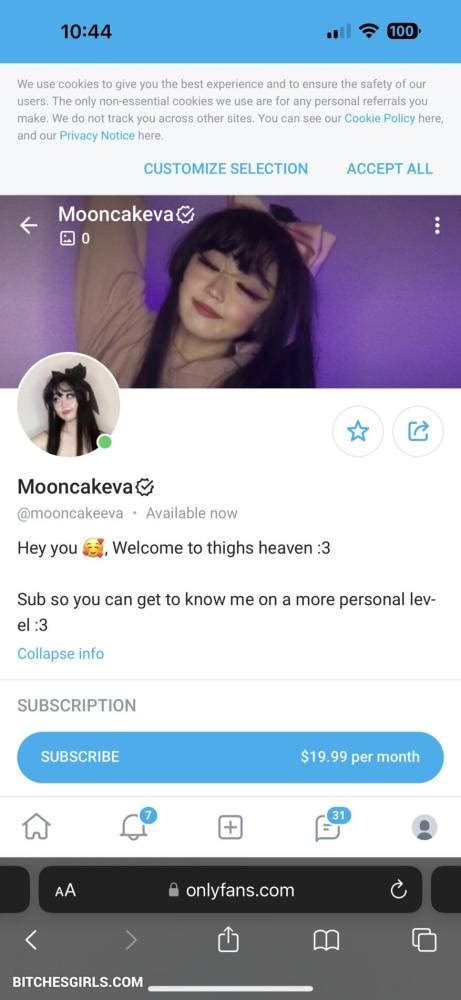 10:44
100
We use cookies to give you the best experience and to ensure the safety of our
users. The only non-essential cookies we use are for any personal referrals you
make. We do not track you across other sites. You can see our Cookie Policy here,
and our Privacy Notice here.
CUSTOMIZE SELECTION ACCEPT ALL
Mooncakeva
0
Mooncakeva
@mooncakeeva • Available now
Hey you 🥰, Welcome to thighs heaven :3
Sub so you can get to know me on a more personal lev-
el :3
Collapse info
SUBSCRIPTION
SUBSCRIBE $19.99 per month
7 31
AA onlyfans.com
BITCHESGIRLS.COM